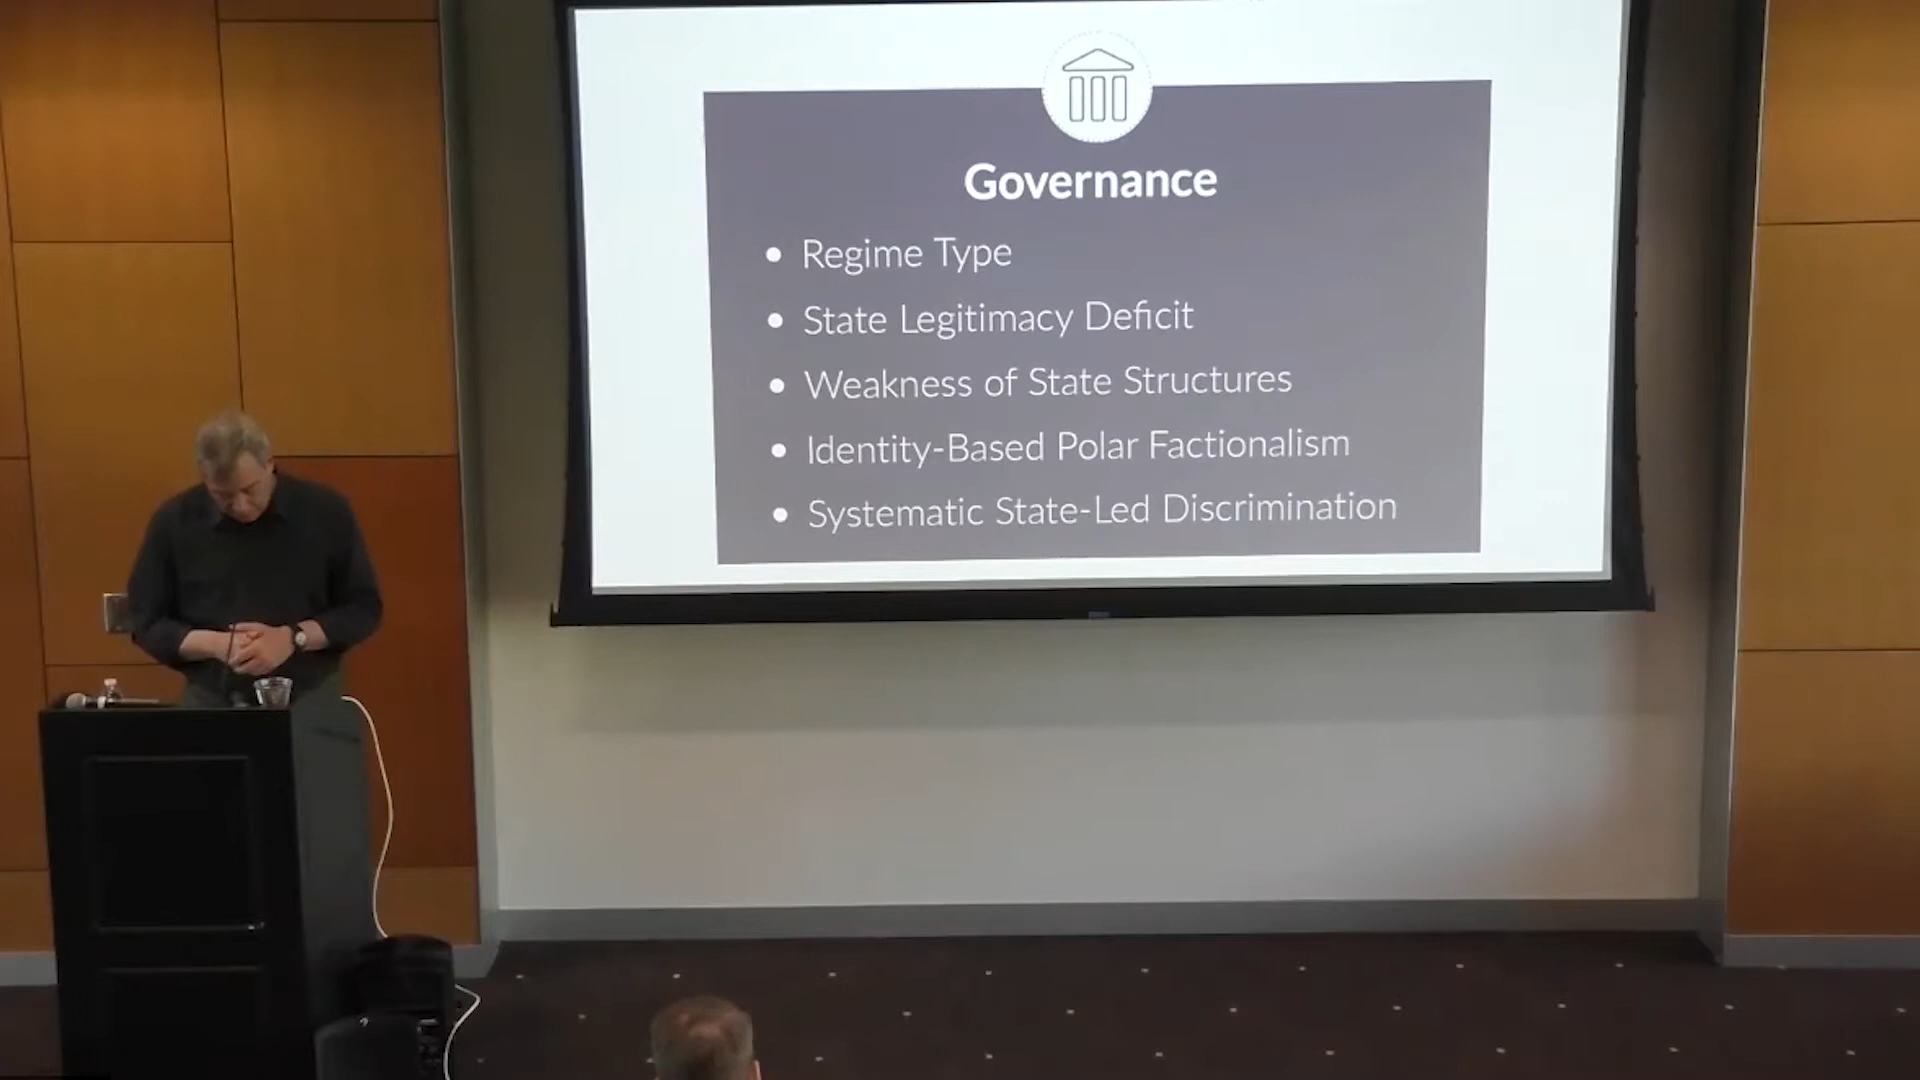 Governance
Regime Type
State Legitimacy Deficit
Weakness of State Structures
Identity-Based Polar Factionalism
Systematic State-Led Discrimination